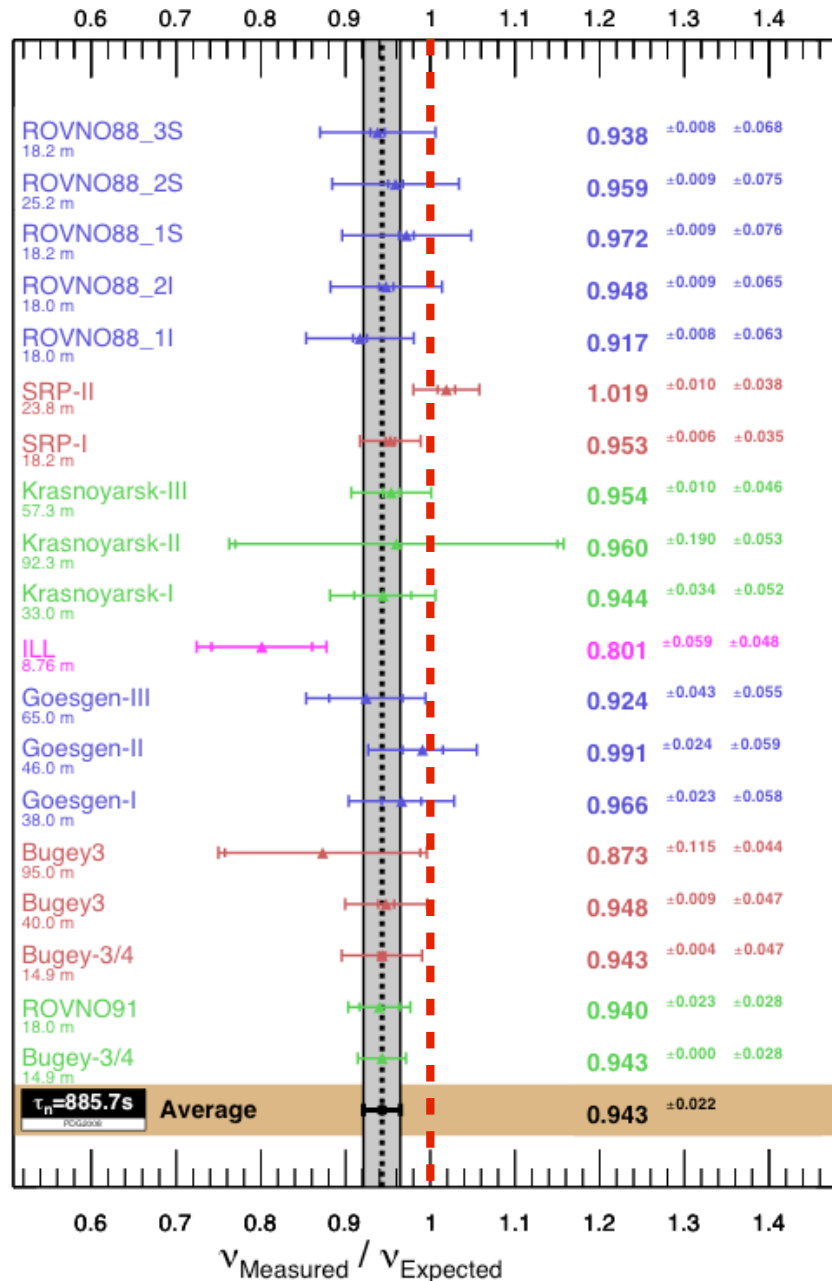 0.6 0.7 0.8 0.9 1 1.1 1.2 1.3 1.4
ROVNO88_3S 0.938 ±0.008 ±0.068
18.2 m
ROVNO88_2S 0.959 ±0.009 ±0.075
25.2 m
ROVNO88_1S 0.972 ±0.009 ±0.076
18.2 m
ROVNO88_2I 0.948 ±0.009 ±0.065
18.0 m
ROVNO88_1I 0.917 ±0.008 ±0.063
18.0 m
SRP-II 1.019 ±0.010 ±0.038
23.8 m
SRP-I 0.953 ±0.006 ±0.035
18.2 m
Krasnoyarsk-III 0.954 ±0.010 ±0.046
57.3 m
Krasnoyarsk-II 0.960 ±0.190 ±0.053
92.3 m
Krasnoyarsk-I 0.944 ±0.034 ±0.052
33.0 m
ILL 0.801 ±0.059 ±0.048
8.76 m
Goesgen-III 0.924 ±0.043 ±0.055
65.0 m
Goesgen-II 0.991 ±0.024 ±0.059
46.0 m
Goesgen-I 0.966 ±0.023 ±0.058
38.0 m
Bugey3 0.873 ±0.115 ±0.044
95.0 m
Bugey3 0.948 ±0.009 ±0.047
40.0 m
Bugey-3/4 0.943 ±0.004 ±0.047
14.9 m
ROVNO91 0.940 ±0.023 ±0.028
18.0 m
Bugey-3/4 0.943 ±0.000 ±0.028
14.9 m
τn=885.7s Average 0.943 ±0.022
PDG2008
0.6 0.7 0.8 0.9 1 1.1 1.2 1.3 1.4
νMeasured / νExpected